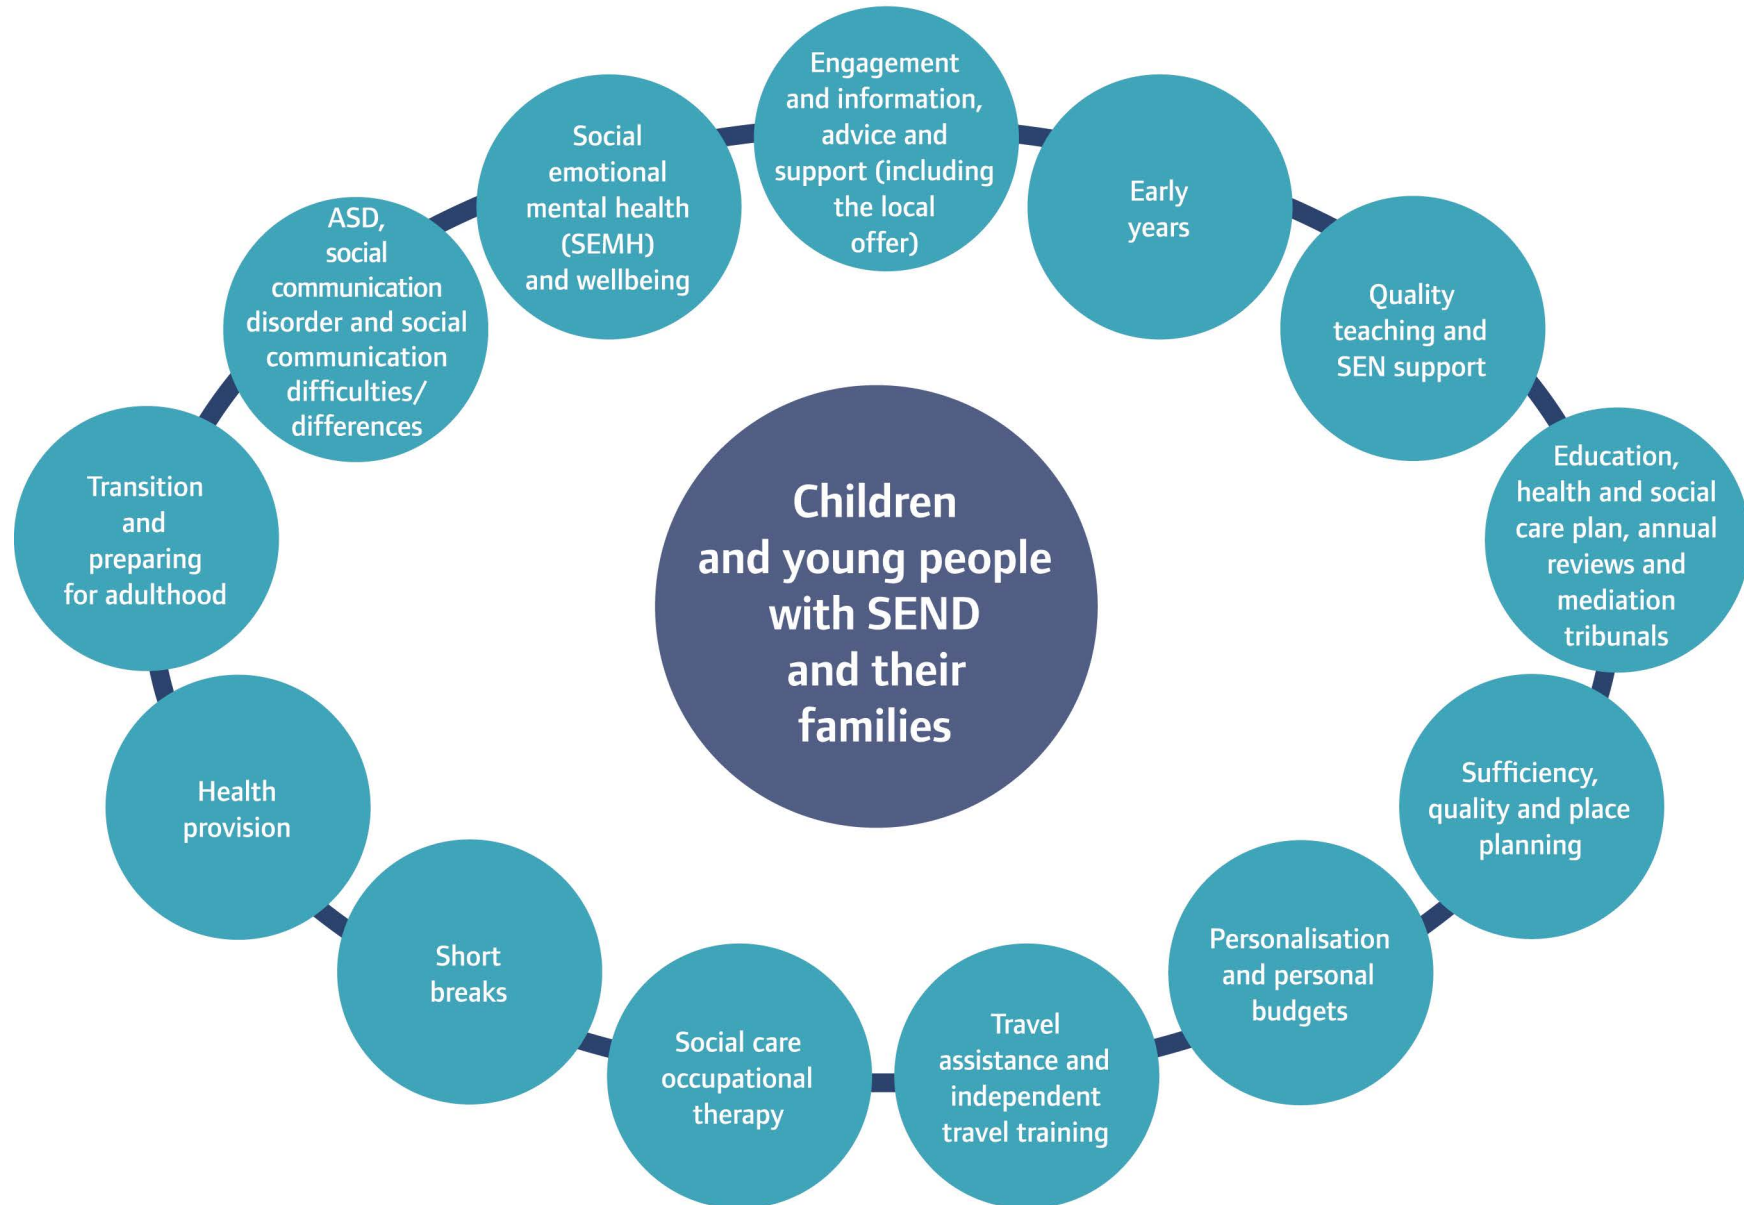 Engagement
and information,
advice and
support (including
the local
offer)
Early
years
Quality
teaching and
SEN support
Education,
health and social
care plan, annual
reviews and
mediation
tribunals
Sufficiency,
quality and place
planning
Personalisation
and personal
budgets
Travel
assistance and
independent
travel training
Social care
occupational
therapy
Short
breaks
Health
provision
Transition
and
preparing
for adulthood
ASD,
social
communication
disorder and social
communication
difficulties/
differences
Social
emotional
mental health
(SEMH)
and wellbeing
Children
and young people
with SEND
and their
families